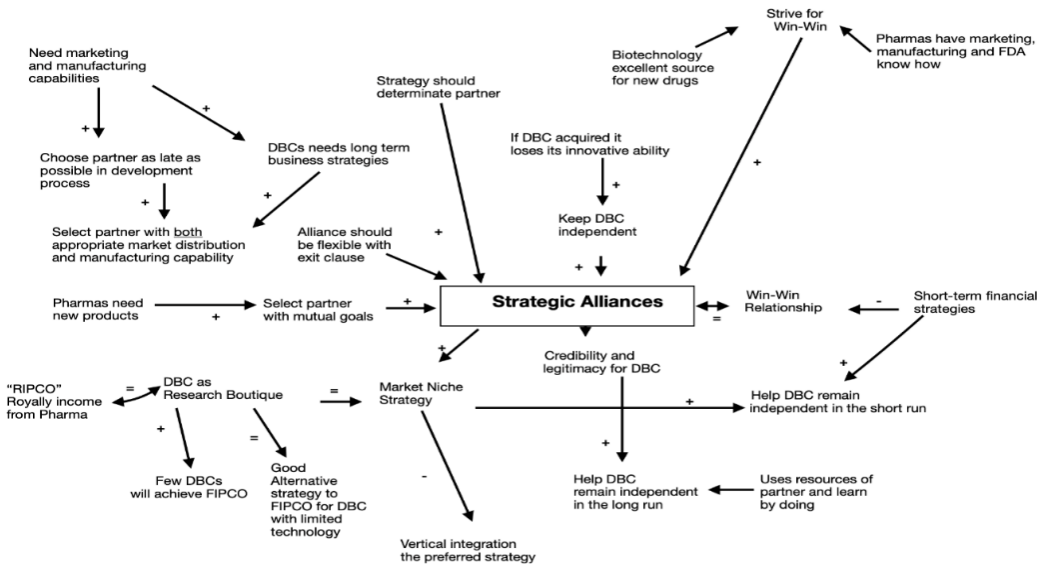 Strive for
Win-Win
Need marketing
and manufacturing
capabilities
Biotechnology
excellent source
for new drugs
Pharmas have marketing,
manufacturing and FDA
know how
Strategy should
determinate partner
+
+
If DBC acquired it
loses its innovative ability
DBCs needs long term
business strategies
Choose partner as late as
possible in development
process
+
+
+
+
Keep DBC
independent
Select partner with both
appropriate market distribution
and manufacturing capability
Alliance should
be flexible with
exit clause
+
+
Strategic Alliances
Pharmas need
new products
+
Select partner
with mutual goals
+
=
Win-Win
Relationship
-
Short-term financial
strategies
+
Credibility and
legitimacy for DBC
+
"RIPCO"
Royally income
from Pharma
=
DBC as
Research Boutique
=
Market Niche
Strategy
+
Help DBC remain
independent in the short run
+
=
+
Few DBCs
will achieve FIPCO
Good
Alternative
strategy to
FIPCO for DBC
with limited
technology
-
Help DBC
remain independent
in the long run
Uses resources of
partner and learn
by doing
Vertical integration
the preferred strategy